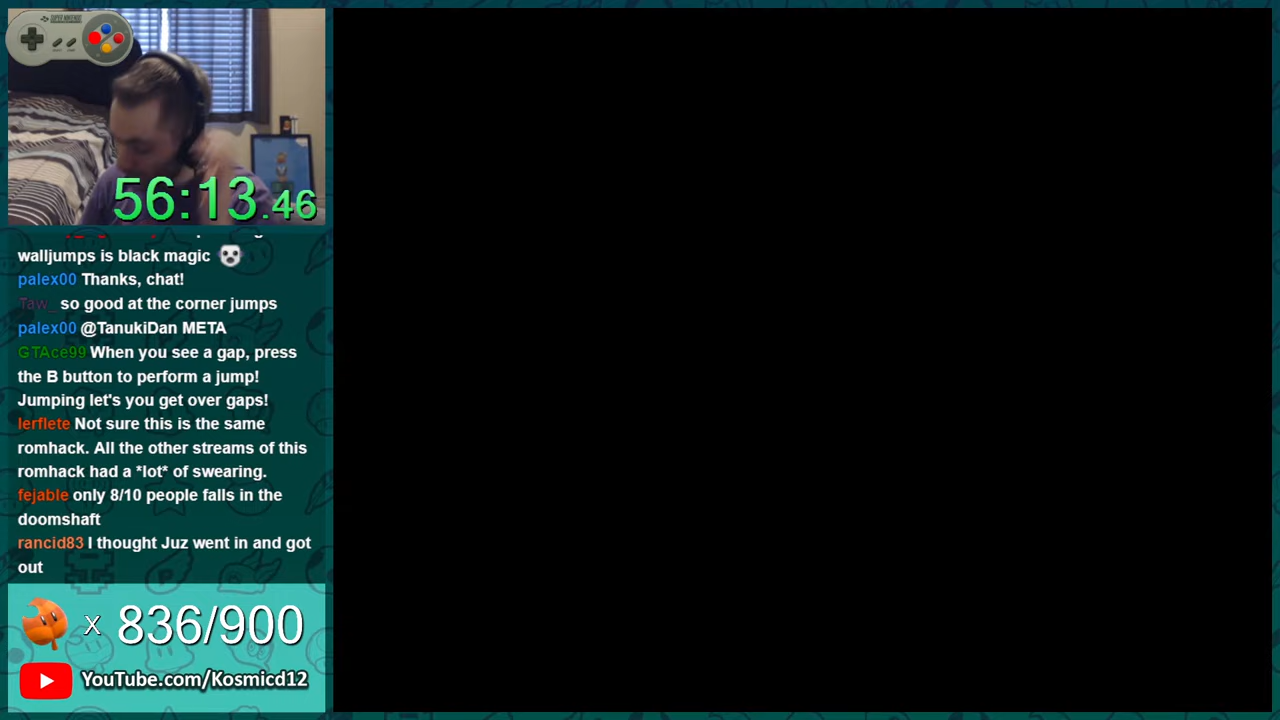 SUPER NINTENDO
56:13.46
walljumps is black magic
palex00 Thanks, chat!
Taw_ so good at the corner jumps
palex00 @TanukiDan META
GTAce99 When you see a gap, press
the B button to perform a jump!
Jumping let's you get over gaps!
lerflete Not sure this is the same
romhack. All the other streams of this
romhack had a *lot* of swearing.
fejable only 8/10 people falls in the
doomshaft
rancid83 I thought Juz went in and got
out
x 836/900
YouTube.com/Kosmicd12